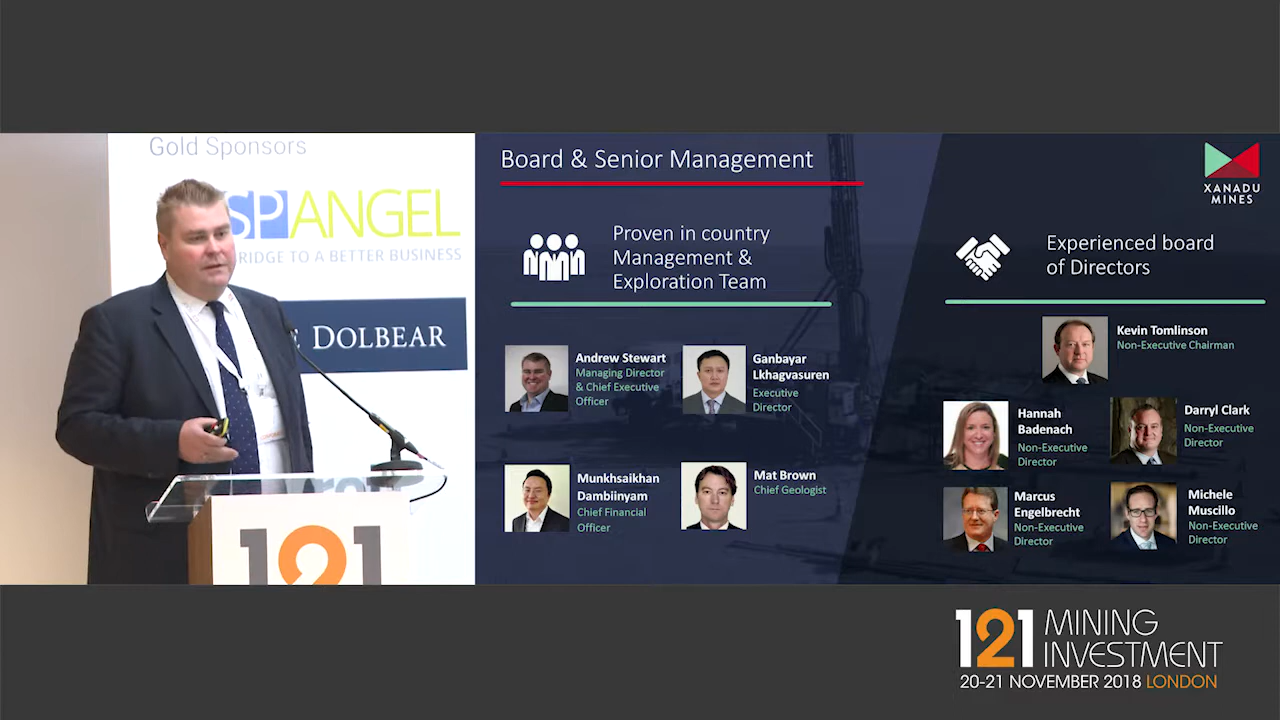 Gold Sponsors
SP ANGEL
RIDGE TO A BETTER BUSINESS
E DOLBEAR
121
Board & Senior Management
XANADU
MINES
Proven in country
Management &
Exploration Team
Experienced board
of Directors
Andrew Stewart
Managing Director
& Chief Executive
Officer
Ganbayar
Lkhagvasuren
Executive
Director
Munkhsaikhan
Dambiinyam
Chief Financial
Officer
Mat Brown
Chief Geologist
Kevin Tomlinson
Non-Executive Chairman
Hannah
Badenach
Non-Executive
Director
Darryl Clark
Non-Executive
Director
Marcus
Engelbrecht
Non-Executive
Director
Michele
Muscillo
Non-Executive
Director
121 MINING
INVESTMENT
20-21 NOVEMBER 2018 LONDON